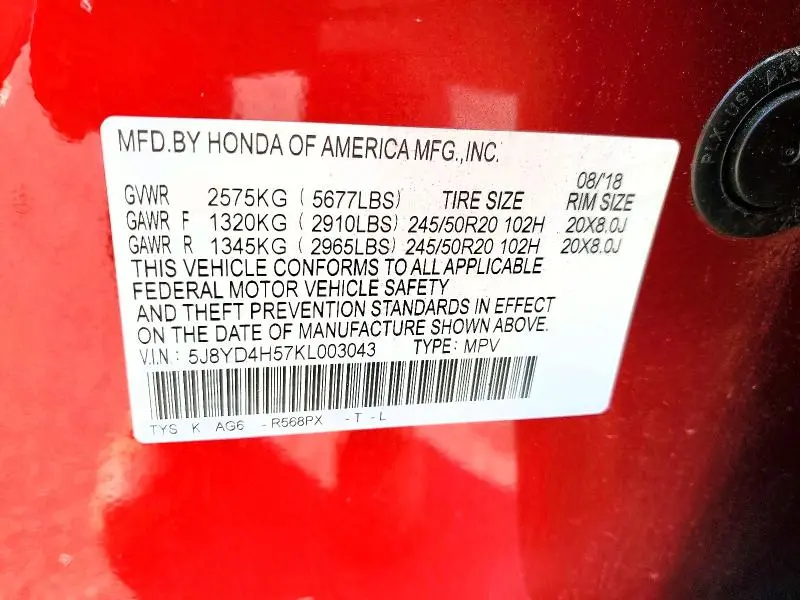 MFD.BY HONDA OF AMERICA MFG.,INC.
08/'18
GVWR 2575KG ( 5677LBS) TIRE SIZE RIM SIZE
GAWR F 1320KG ( 2910LBS) 245/50R20 102H 20X8.0J
GAWR R 1345KG ( 2965LBS) 245/50R20 102H 20X8.0J
THIS VEHICLE CONFORMS TO ALL APPLICABLE
FEDERAL MOTOR VEHICLE SAFETY
AND THEFT PREVENTION STANDARDS IN EFFECT
ON THE DATE OF MANUFACTURE SHOWN ABOVE.
V.I.N.: 5J8YD4H57KL003043 TYPE: MPV
TYS K AG6 -R568PX -T -L
PLX-US